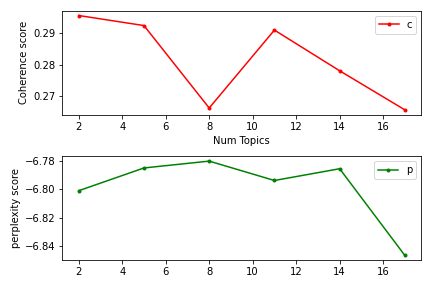 Coherence score
0.29
0.28
0.27
c
2 4 6 8 10 12 14 16
Num Topics
perplexity score
−6.78
−6.80
−6.82
−6.84
p
2 4 6 8 10 12 14 16